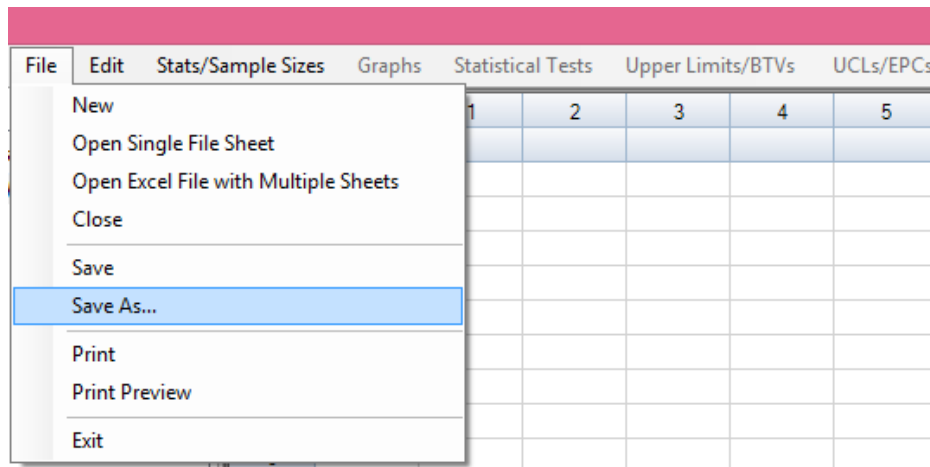 File Edit Stats/Sample Sizes Graphs Statistical Tests Upper Limits/BTVs UCLs/EPCs
1 2 3 4 5
New
Open Single File Sheet
Open Excel File with Multiple Sheets
Close
Save
Save As...
Print
Print Preview
Exit